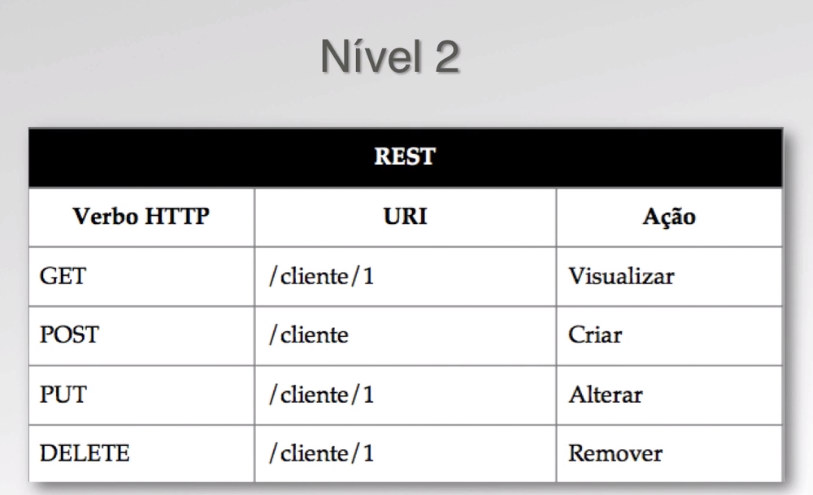 Nível 2
REST
Verbo HTTP URI Ação
GET /cliente/1 Visualizar
POST /cliente Criar
PUT /cliente/1 Alterar
DELETE /cliente/1 Remover